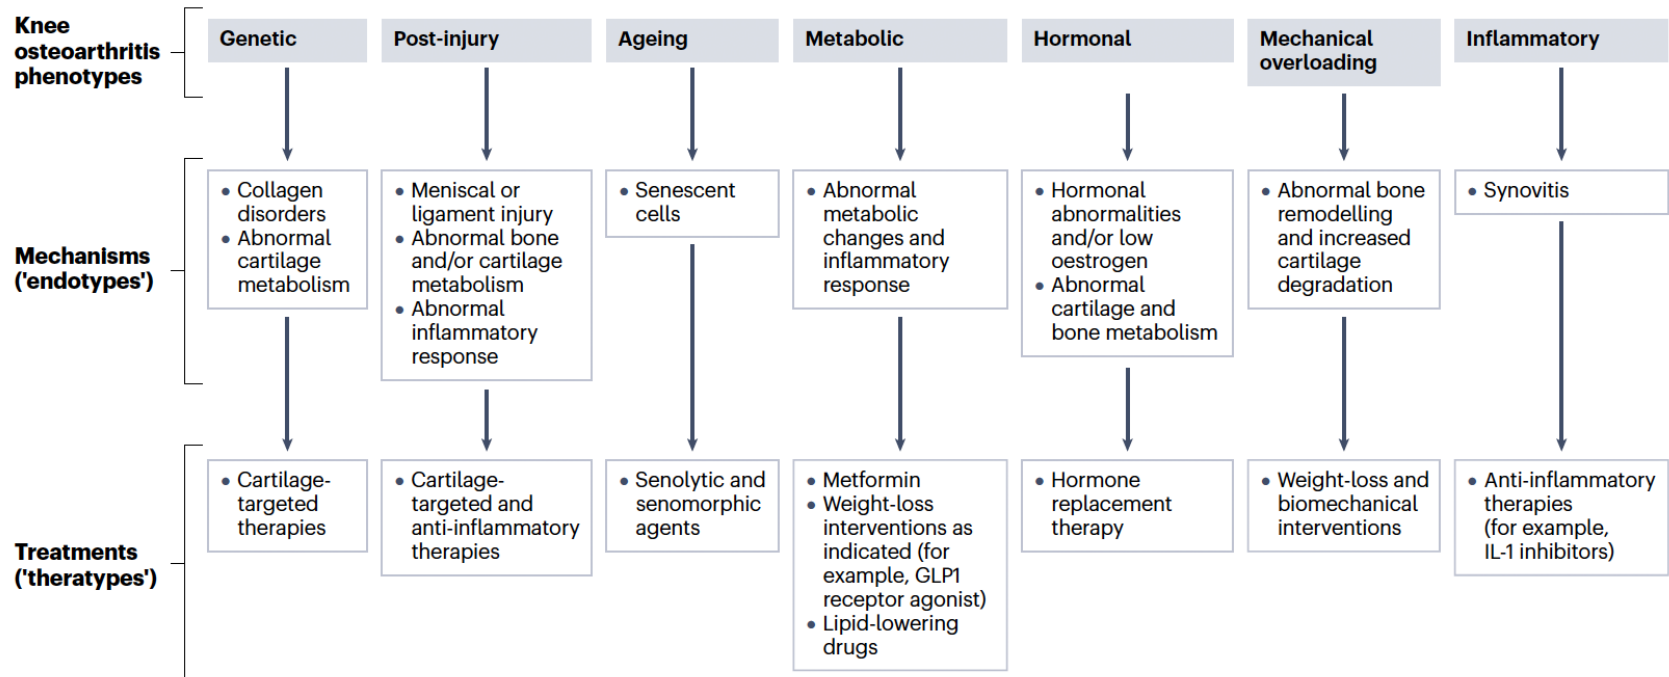 Knee
osteoarthritis
phenotypes
Genetic
Post-injury
Ageing
Metabolic
Hormonal
Mechanical
overloading
Inflammatory
Mechanisms
('endotypes')
• Collagen
disorders
• Abnormal
cartilage
metabolism
• Meniscal or
ligament injury
• Abnormal bone
and/or cartilage
metabolism
• Abnormal
inflammatory
response
• Senescent
cells
• Abnormal
metabolic
changes and
inflammatory
response
• Hormonal
abnormalities
and/or low
oestrogen
• Abnormal
cartilage and
bone metabolism
• Abnormal bone
remodelling
and increased
cartilage
degradation
• Synovitis
Treatments
('theratypes')
• Cartilage-
targeted
therapies
• Cartilage-
targeted and
anti-inflammatory
therapies
• Senolytic and
senomorphic
agents
• Metformin
• Weight-loss
interventions as
indicated (for
example, GLP1
receptor agonist)
• Lipid-lowering
drugs
• Hormone
replacement
therapy
• Weight-loss and
biomechanical
interventions
• Anti-inflammatory
therapies
(for example,
IL-1 inhibitors)